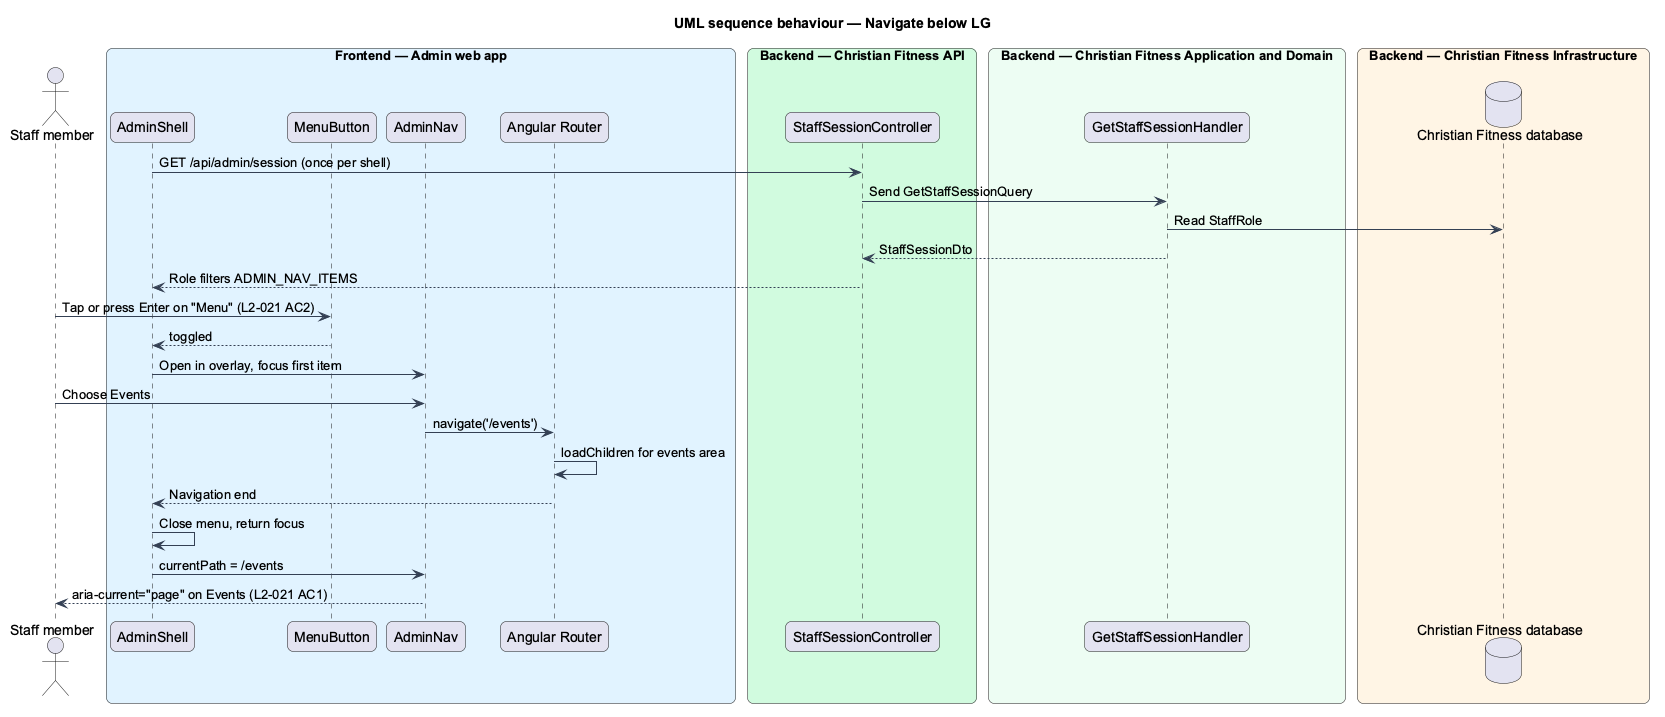 UML sequence behaviour — Navigate below LG
Frontend — Admin web app
Backend — Christian Fitness API
Backend — Christian Fitness Application and Domain
Backend — Christian Fitness Infrastructure
Staff member
AdminShell
MenuButton
AdminNav
Angular Router
StaffSessionController
GetStaffSessionHandler
Christian Fitness database
GET /api/admin/session (once per shell)
Send GetStaffSessionQuery
Read StaffRole
StaffSessionDto
Role filters ADMIN_NAV_ITEMS
Tap or press Enter on "Menu" (L2-021 AC2)
toggled
Open in overlay, focus first item
Choose Events
navigate('/events')
loadChildren for events area
Navigation end
Close menu, return focus
currentPath = /events
aria-current="page" on Events (L2-021 AC1)
Staff member
AdminShell
MenuButton
AdminNav
Angular Router
StaffSessionController
GetStaffSessionHandler
Christian Fitness database